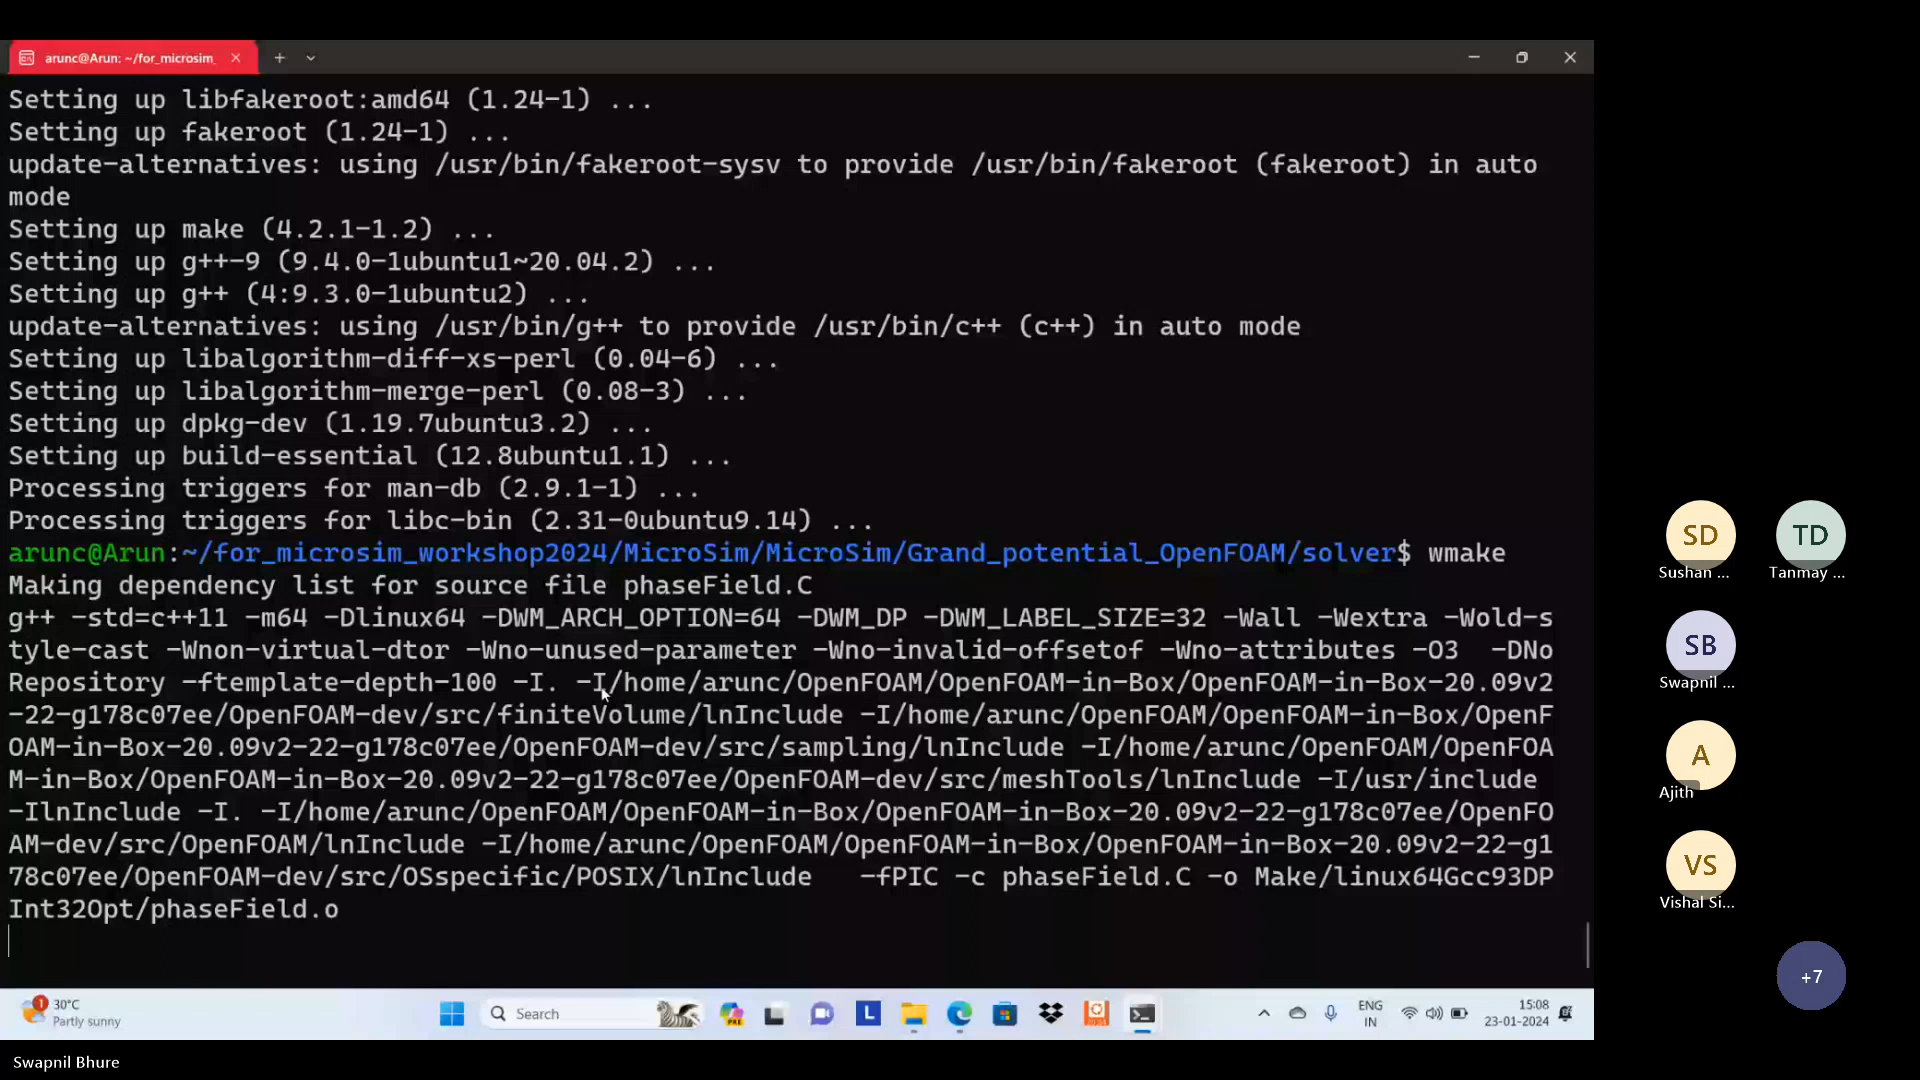 arunc@Arun: ~/for_microsim_
Setting up libfakeroot:amd64 (1.24-1) ...
Setting up fakeroot (1.24-1) ...
update-alternatives: using /usr/bin/fakeroot-sysv to provide /usr/bin/fakeroot (fakeroot) in auto
mode
Setting up make (4.2.1-1.2) ...
Setting up g++-9 (9.4.0-1ubuntu1~20.04.2) ...
Setting up g++ (4:9.3.0-1ubuntu2) ...
update-alternatives: using /usr/bin/g++ to provide /usr/bin/c++ (c++) in auto mode
Setting up libalgorithm-diff-xs-perl (0.04-6) ...
Setting up libalgorithm-merge-perl (0.08-3) ...
Setting up dpkg-dev (1.19.7ubuntu3.2) ...
Setting up build-essential (12.8ubuntu1.1) ...
Processing triggers for man-db (2.9.1-1) ...
Processing triggers for libc-bin (2.31-0ubuntu9.14) ...
arunc@Arun:~/for_microsim_workshop2024/MicroSim/MicroSim/Grand_potential_OpenFOAM/solver$ wmake
Making dependency list for source file phaseField.C
g++ -std=c++11 -m64 -Dlinux64 -DWM_ARCH_OPTION=64 -DWM_DP -DWM_LABEL_SIZE=32 -Wall -Wextra -Wold-s
tyle-cast -Wnon-virtual-dtor -Wno-unused-parameter -Wno-invalid-offsetof -Wno-attributes -O3  -DNo
Repository -ftemplate-depth-100 -I. -I/home/arunc/OpenFOAM/OpenFOAM-in-Box/OpenFOAM-in-Box-20.09v2
-22-g178c07ee/OpenFOAM-dev/src/finiteVolume/lnInclude -I/home/arunc/OpenFOAM/OpenFOAM-in-Box/OpenF
OAM-in-Box-20.09v2-22-g178c07ee/OpenFOAM-dev/src/sampling/lnInclude -I/home/arunc/OpenFOAM/OpenFOA
M-in-Box/OpenFOAM-in-Box-20.09v2-22-g178c07ee/OpenFOAM-dev/src/meshTools/lnInclude -I/usr/include
-IlnInclude -I. -I/home/arunc/OpenFOAM/OpenFOAM-in-Box/OpenFOAM-in-Box-20.09v2-22-g178c07ee/OpenFO
AM-dev/src/OpenFOAM/lnInclude -I/home/arunc/OpenFOAM/OpenFOAM-in-Box/OpenFOAM-in-Box-20.09v2-22-g1
78c07ee/OpenFOAM-dev/src/OSspecific/POSIX/lnInclude   -fPIC -c phaseField.C -o Make/linux64Gcc93DP
Int32Opt/phaseField.o
SD
TD
Sushan ...
Tanmay ...
SB
Swapnil ...
A
Ajith
VS
Vishal Si...
+7
1
30°C
Partly sunny
Search
PRE
L
ENG
IN
15:08
23-01-2024
Swapnil Bhure